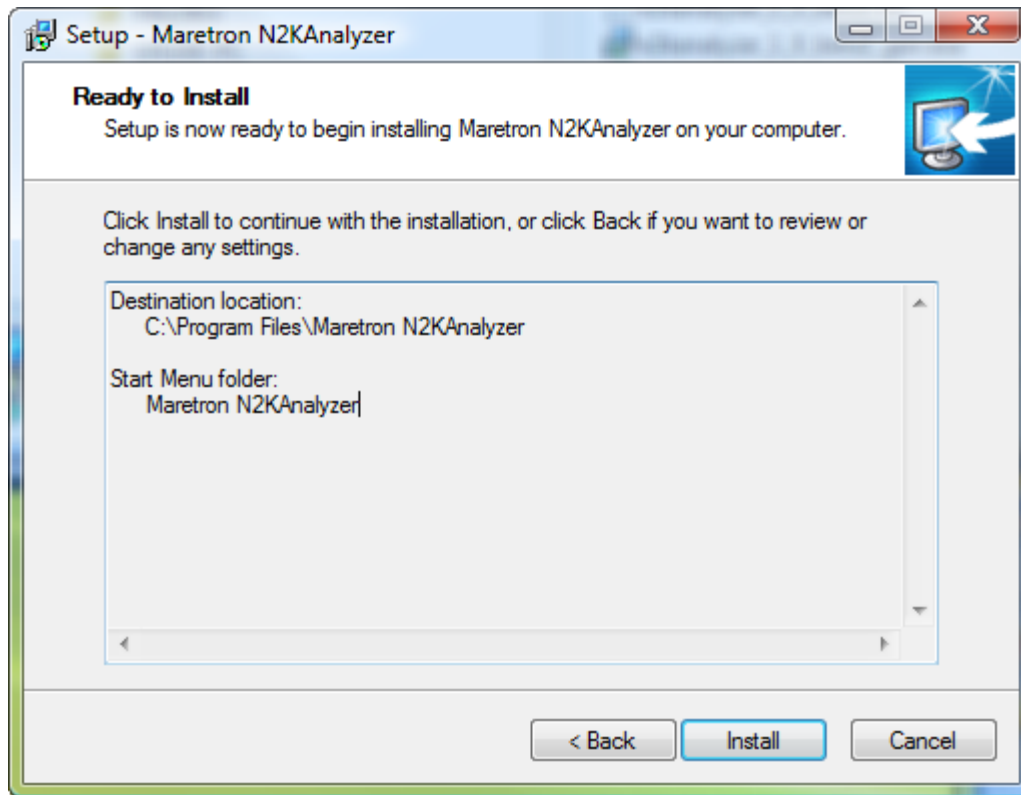 Setup - Maretron N2KAnalyzer
Ready to Install
Setup is now ready to begin installing Maretron N2KAnalyzer on your computer.
Click Install to continue with the installation, or click Back if you want to review or
change any settings.
Destination location:
C:\Program Files\Maretron N2KAnalyzer
Start Menu folder:
Maretron N2KAnalyzer
< Back
Install
Cancel